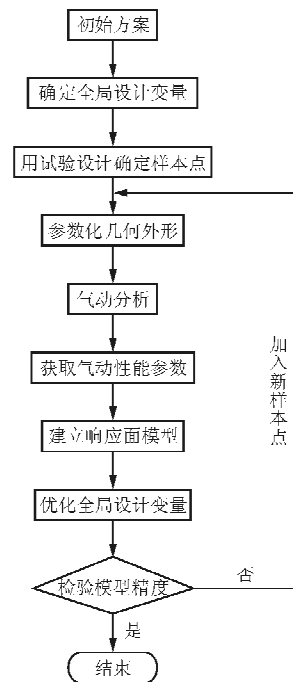 初始方案
确定全局设计变量
用试验设计确定样本点
参数化几何外形
气动分析
获取气动性能参数
建立响应面模型
优化全局设计变量
检验模型精度
否
加入新样本点
是
结束